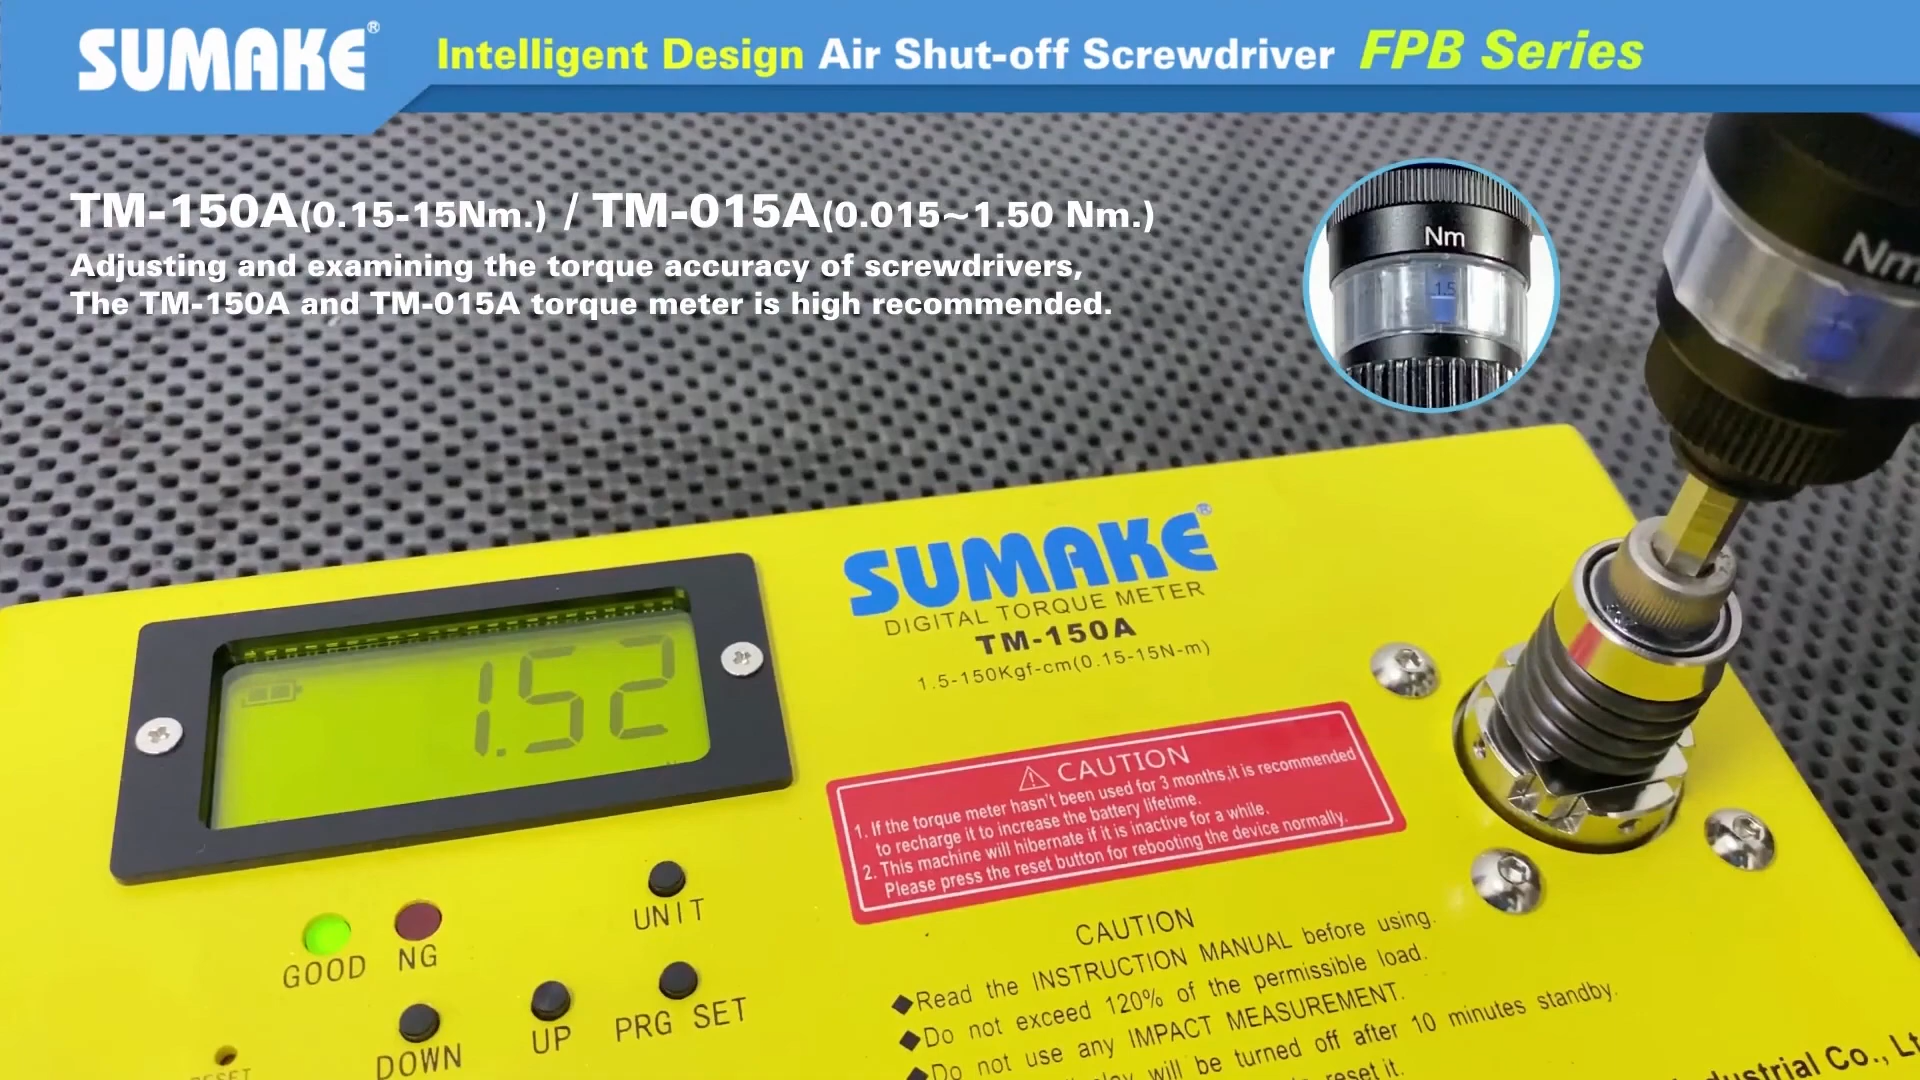 SUMAKE®
Intelligent Design Air Shut-off Screwdriver FPB Series
TM-150A(0.15-15Nm.) / TM-015A(0.015~1.50 Nm.)
Adjusting and examining the torque accuracy of screwdrivers,
The TM-150A and TM-015A torque meter is high recommended.
Nm
1.5
Nm
SUMAKE®
DIGITAL TORQUE METER
TM-150A
1.5-150Kgf-cm(0.15-15N-m)
1.52
⚠ CAUTION
1. If the torque meter hasn't been used for 3 months,it is recommended
to recharge it to increase the battery lifetime.
2. This machine will hibernate if it is inactive for a while.
Please press the reset button for rebooting the device normally.
GOOD
NG
UNIT
DOWN
UP
PRG SET
CAUTION
◆Read the INSTRUCTION MANUAL before using.
◆Do not exceed 120% of the permissible load.
◆Do not use any IMPACT MEASUREMENT.
will be turned off after 10 minutes standby.
reset it.
Co.,